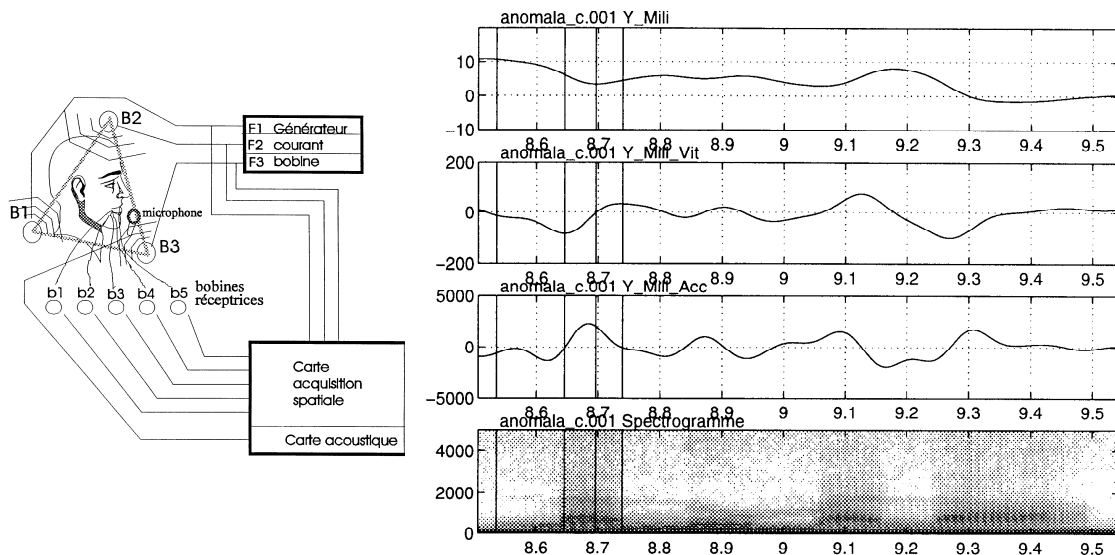 B2
F1 Générateur
F2 courant
F3 bobine
B1
microphone
B3
b1 b2 b3 b4 b5
bobines
réceptrices
Carte
acquisition
spatiale
Carte acoustique
anomala_c.001 Y_Mili
10
0
−10
8.6 8.7 8.8 8.9 9 9.1 9.2 9.3 9.4 9.5
anomala_c.001 Y_Mili_Vit
200
0
−200
8.6 8.7 8.8 8.9 9 9.1 9.2 9.3 9.4 9.5
anomala_c.001 Y_Mili_Acc
5000
0
−5000
8.6 8.7 8.8 8.9 9 9.1 9.2 9.3 9.4 9.5
anomala_c.001 Spectrogramme
4000
2000
0
8.6 8.7 8.8 8.9 9 9.1 9.2 9.3 9.4 9.5